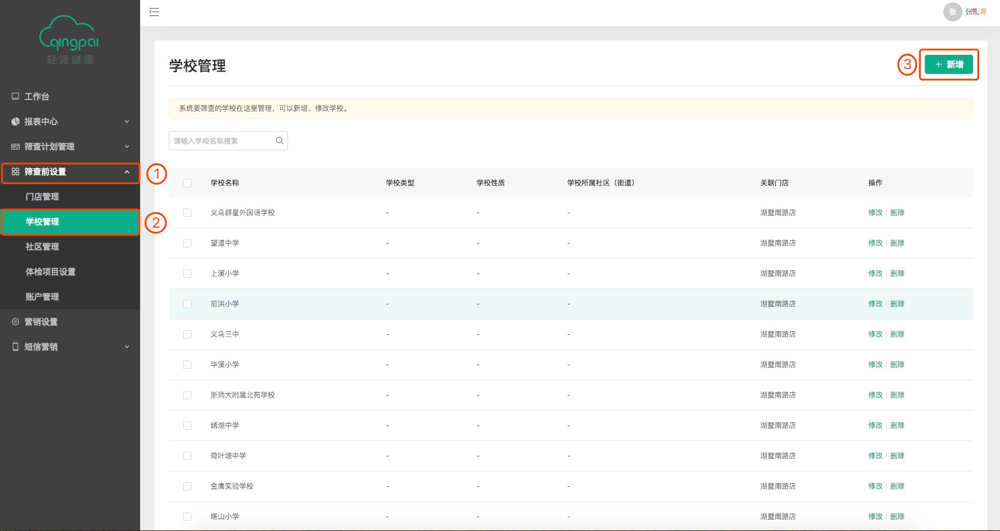 qingpai
轻派健康
工作台
报表中心
筛查计划管理
筛查前设置
门店管理
学校管理
社区管理
体检项目设置
账户管理
营销设置
短信营销
①
②
张 张
学校管理
③ + 新增
系统要筛查的学校在这里管理，可以新增、修改学校。
请输入学校名称搜索
学校名称 学校类型 学校性质 学校所属社区（街道） 关联门店 操作
义乌群星外国语学校 - - - 湖墅南路店 修改 | 删除
望道中学 - - - 湖墅南路店 修改 | 删除
上溪小学 - - - 湖墅南路店 修改 | 删除
前洪小学 - - - 湖墅南路店 修改 | 删除
义乌三中 - - - 湖墅南路店 修改 | 删除
华溪小学 - - - 湖墅南路店 修改 | 删除
浙师大附属北苑学校 - - - 湖墅南路店 修改 | 删除
绣湖中学 - - - 湖墅南路店 修改 | 删除
荷叶塘中学 - - - 湖墅南路店 修改 | 删除
金鹰实验学校 - - - 湖墅南路店 修改 | 删除
塔山小学 - - - 湖墅南路店 修改 | 删除